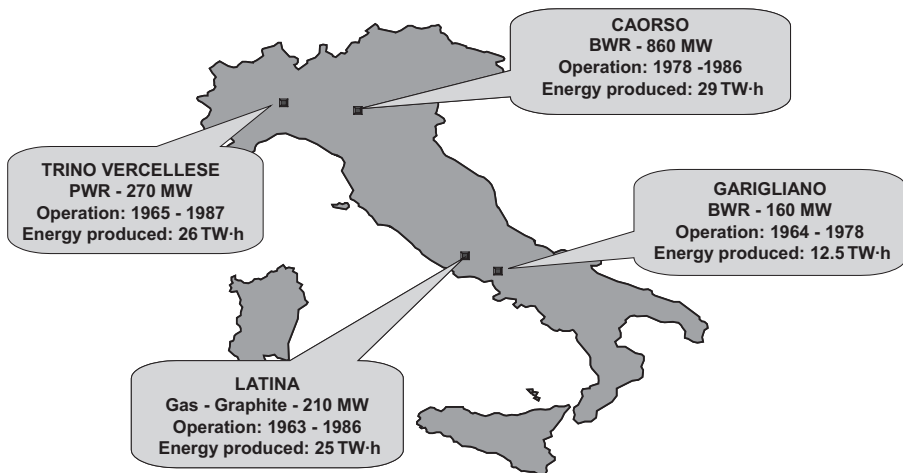 CAORSO
BWR - 860 MW
Operation: 1978 -1986
Energy produced: 29 TW·h
TRINO VERCELLESE
PWR - 270 MW
Operation: 1965 - 1987
Energy produced: 26 TW·h
GARIGLIANO
BWR - 160 MW
Operation: 1964 - 1978
Energy produced: 12.5 TW·h
LATINA
Gas - Graphite - 210 MW
Operation: 1963 - 1986
Energy produced: 25 TW·h